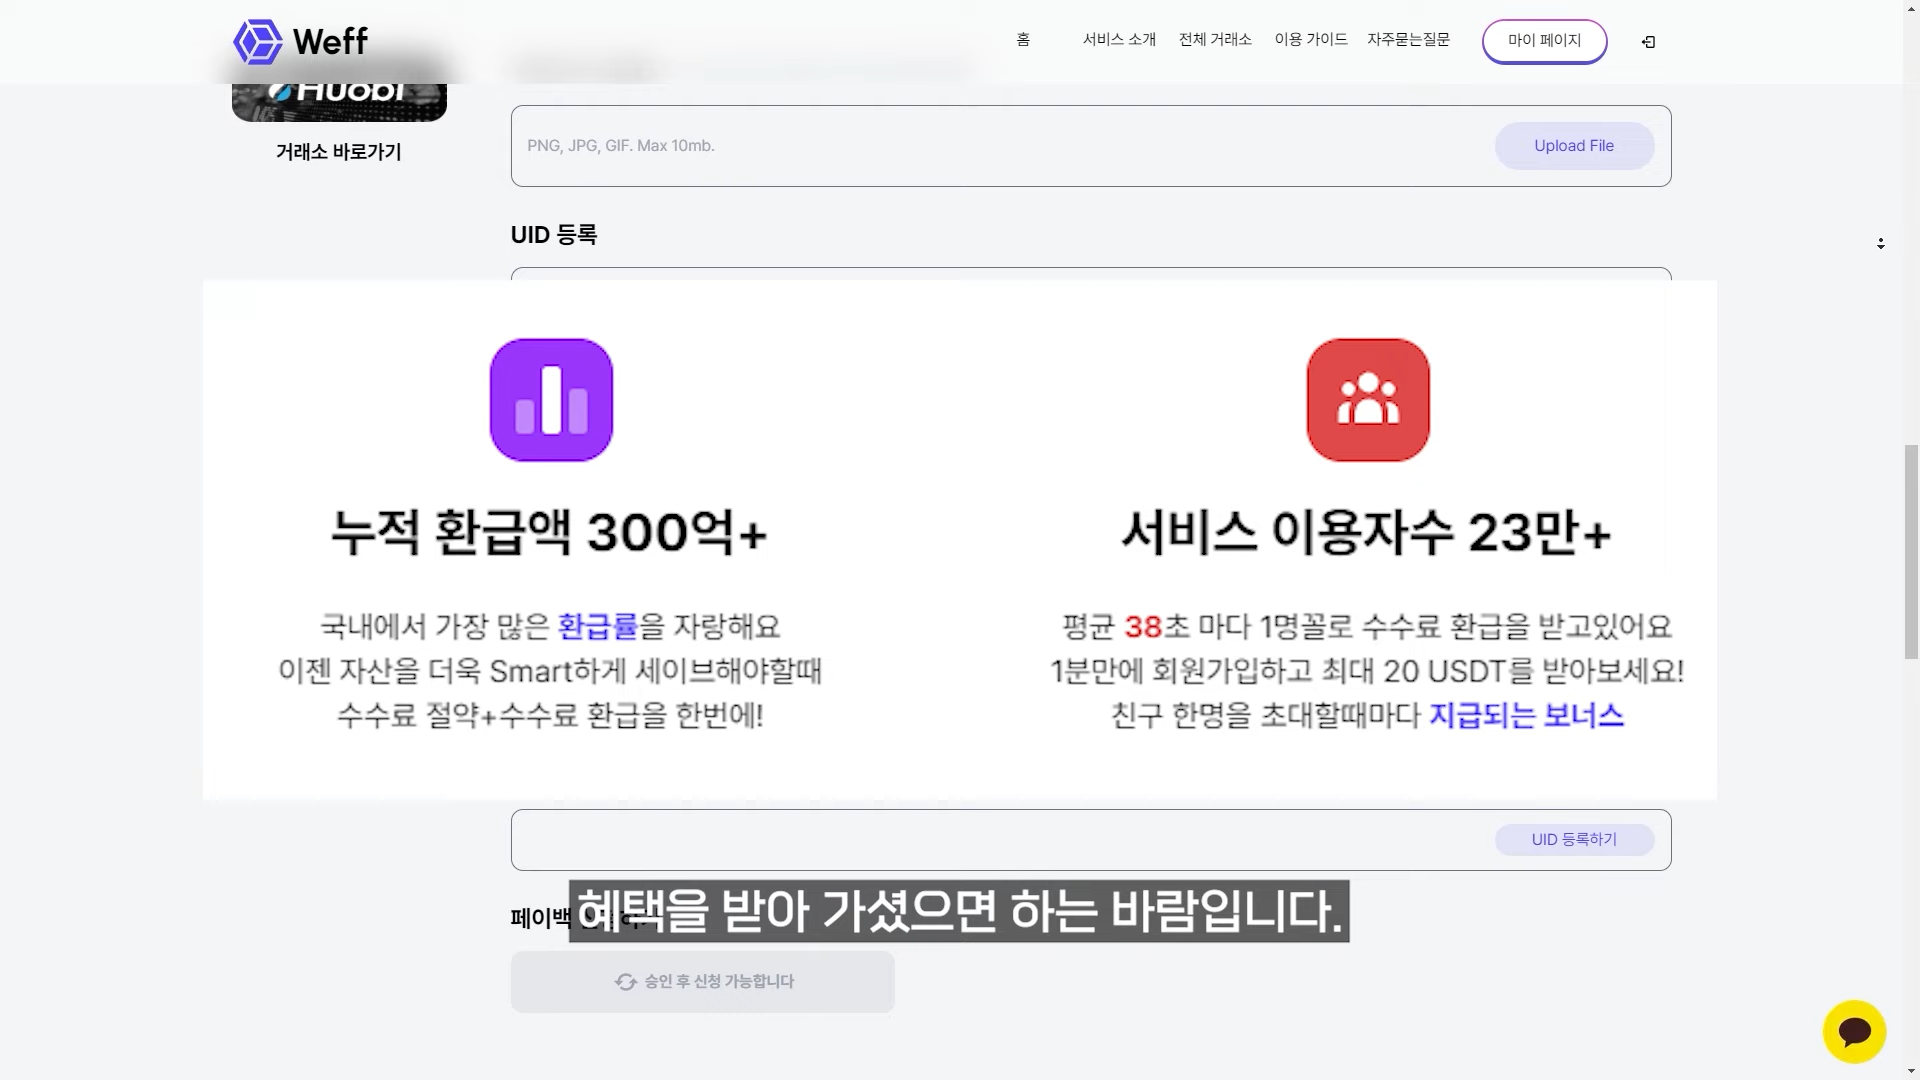 Weff
홈
서비스 소개
전체 거래소
이용 가이드
자주묻는질문
마이 페이지
Huobi
거래소 바로가기
PNG, JPG, GIF. Max 10mb.
Upload File
UID 등록
누적 환급액 300억+
국내에서 가장 많은 환급률을 자랑해요
이젠 자산을 더욱 Smart하게 세이브해야할때
수수료 절약+수수료 환급을 한번에!
서비스 이용자수 23만+
평균 38초 마다 1명꼴로 수수료 환급을 받고있어요
1분만에 회원가입하고 최대 20 USDT를 받아보세요!
친구 한명을 초대할때마다 지급되는 보너스
UID 등록하기
페이백
혜택을 받아 가셨으면 하는 바람입니다.
승인 후 신청 가능합니다